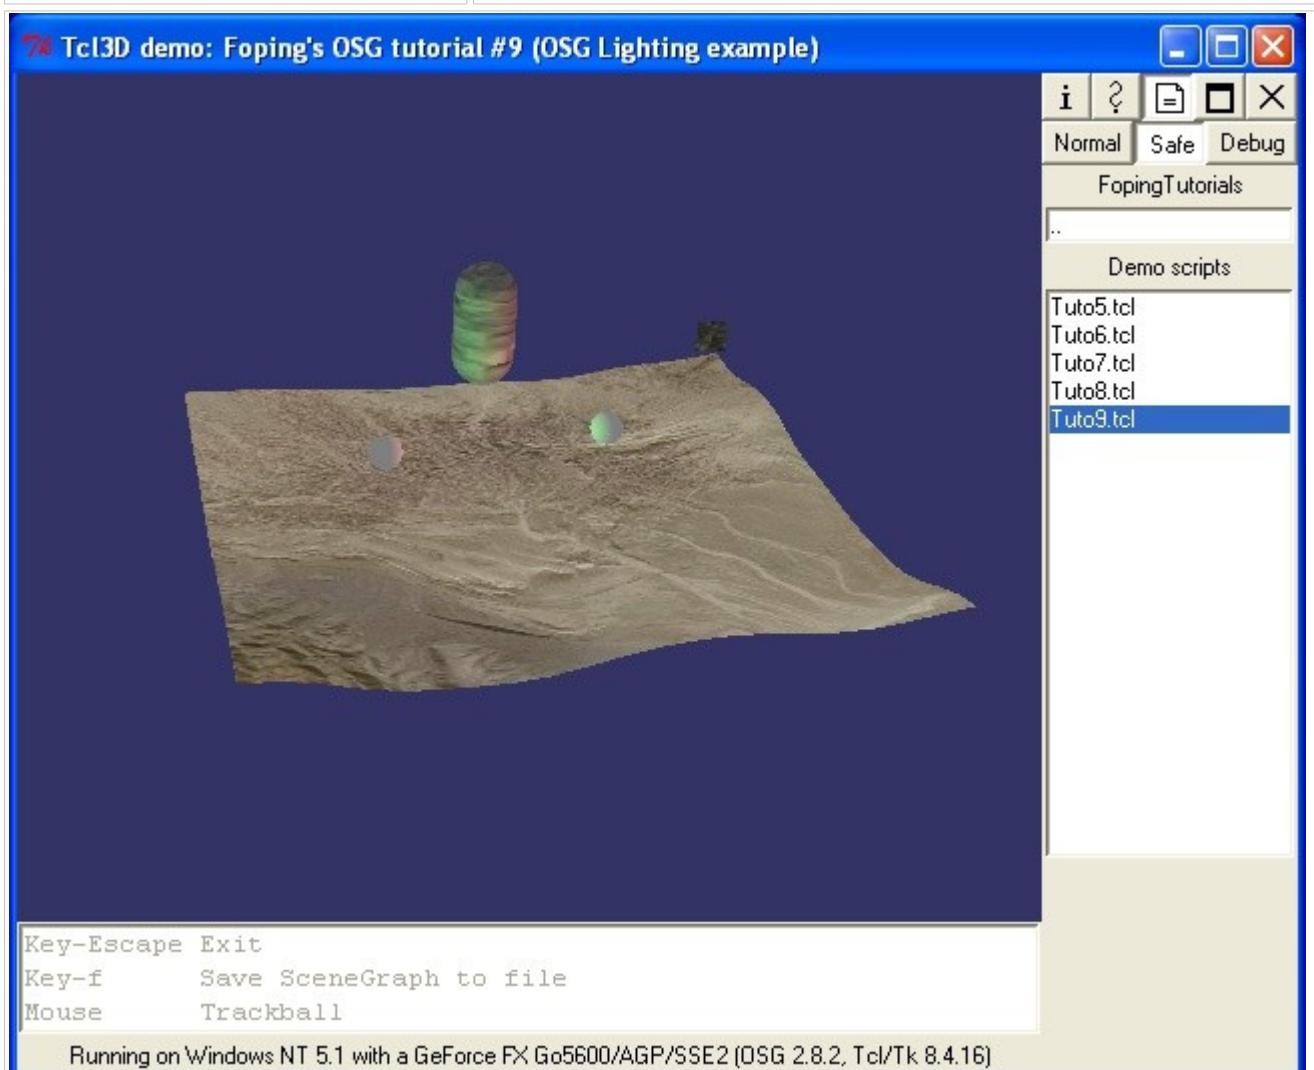 Tcl3D demo: Foping's OSG tutorial #9 (OSG Lighting example)
i ?
Normal Safe Debug
FopingTutorials
..
Demo scripts
Tuto5.tcl
Tuto6.tcl
Tuto7.tcl
Tuto8.tcl
Tuto9.tcl
Key-Escape Exit
Key-f Save SceneGraph to file
Mouse Trackball
Running on Windows NT 5.1 with a GeForce FX Go5600/AGP/SSE2 (OSG 2.8.2, Tcl/Tk 8.4.16)